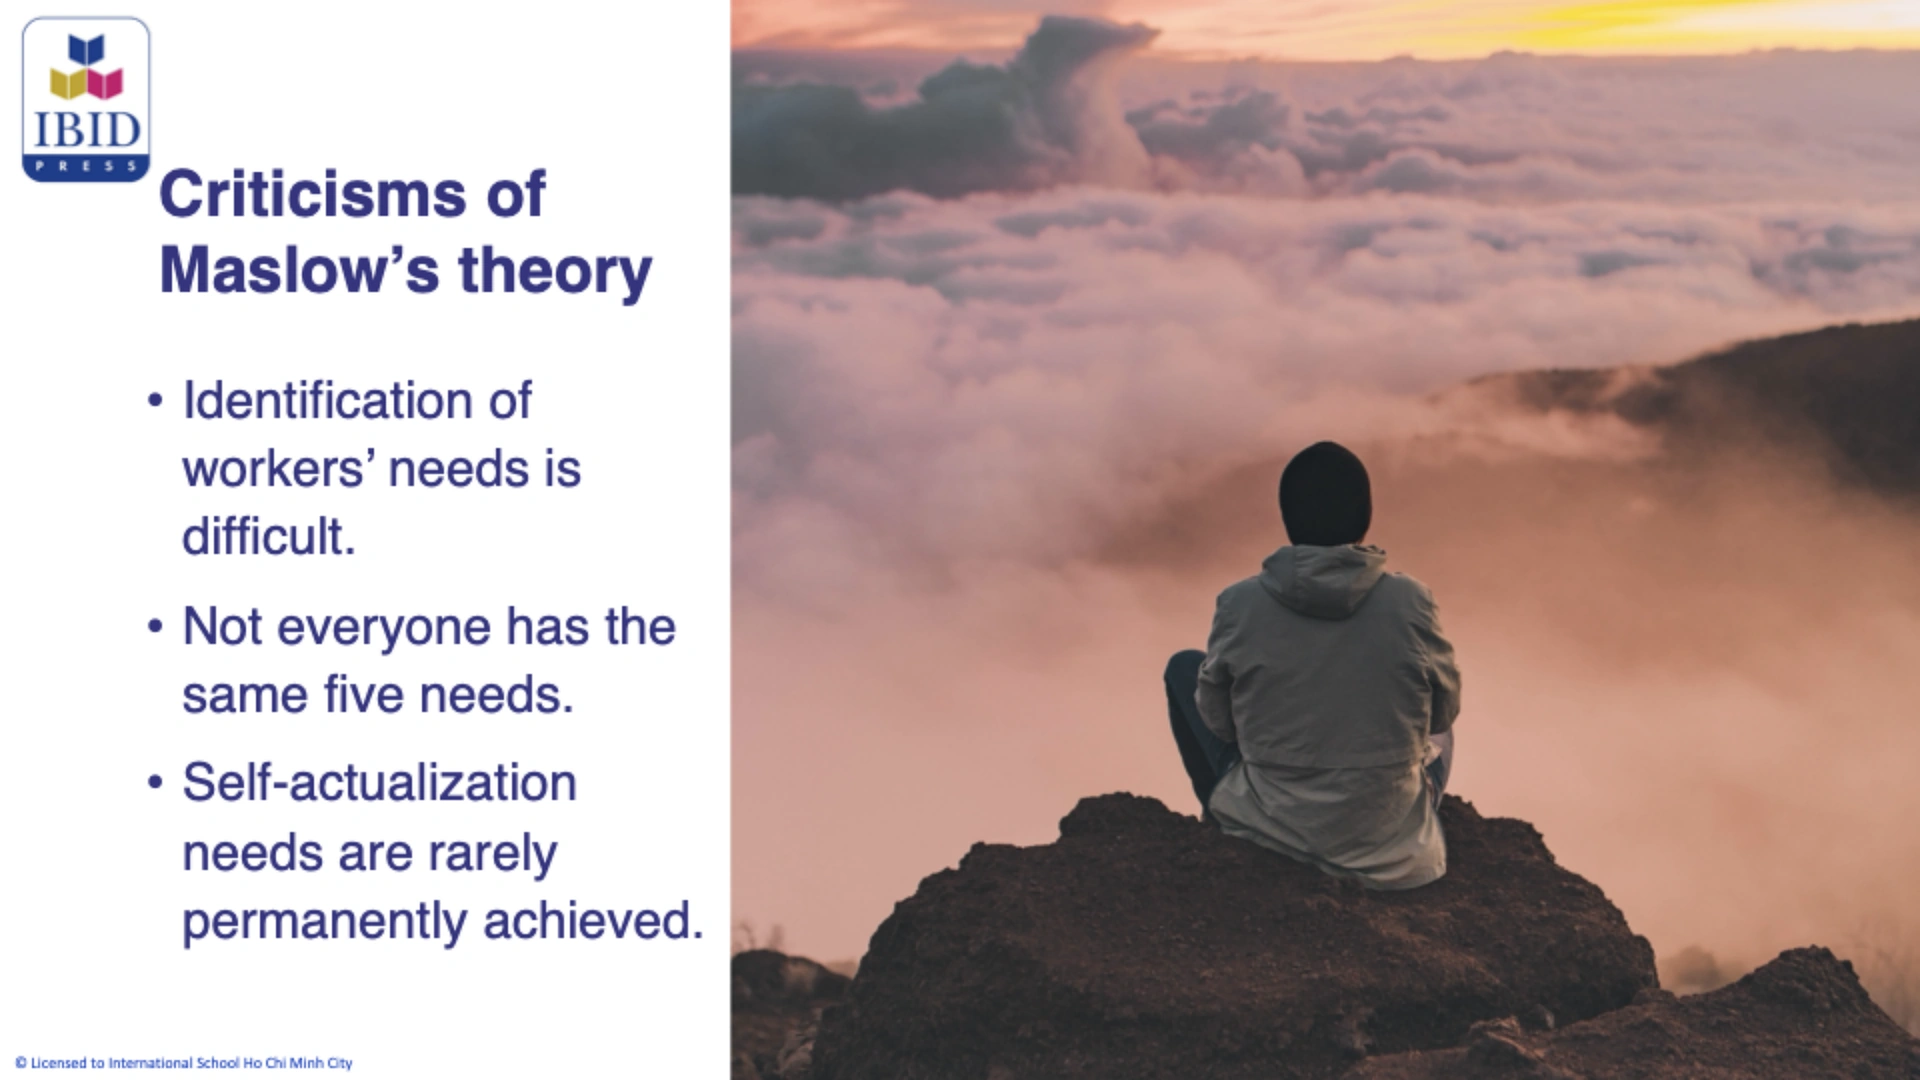 IBID
PRESS
Criticisms of
Maslow’s theory
• Identification of
workers’ needs is
difficult.
• Not everyone has the
same five needs.
• Self-actualization
needs are rarely
permanently achieved.
© Licensed to International School Ho Chi Minh City